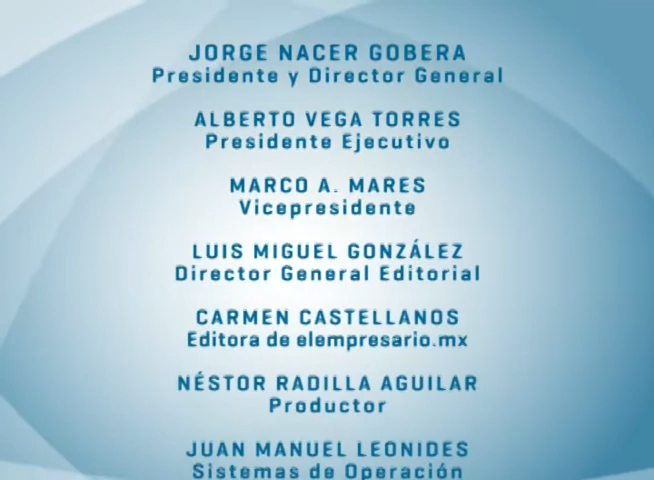 JORGE NACER GOBERA
Presidente y Director General
ALBERTO VEGA TORRES
Presidente Ejecutivo
MARCO A. MARES
Vicepresidente
LUIS MIGUEL GONZÁLEZ
Director General Editorial
CARMEN CASTELLANOS
Editora de elempresario.mx
NÉSTOR RADILLA AGUILAR
Productor
JUAN MANUEL LEONIDES
Sistemas de Operación